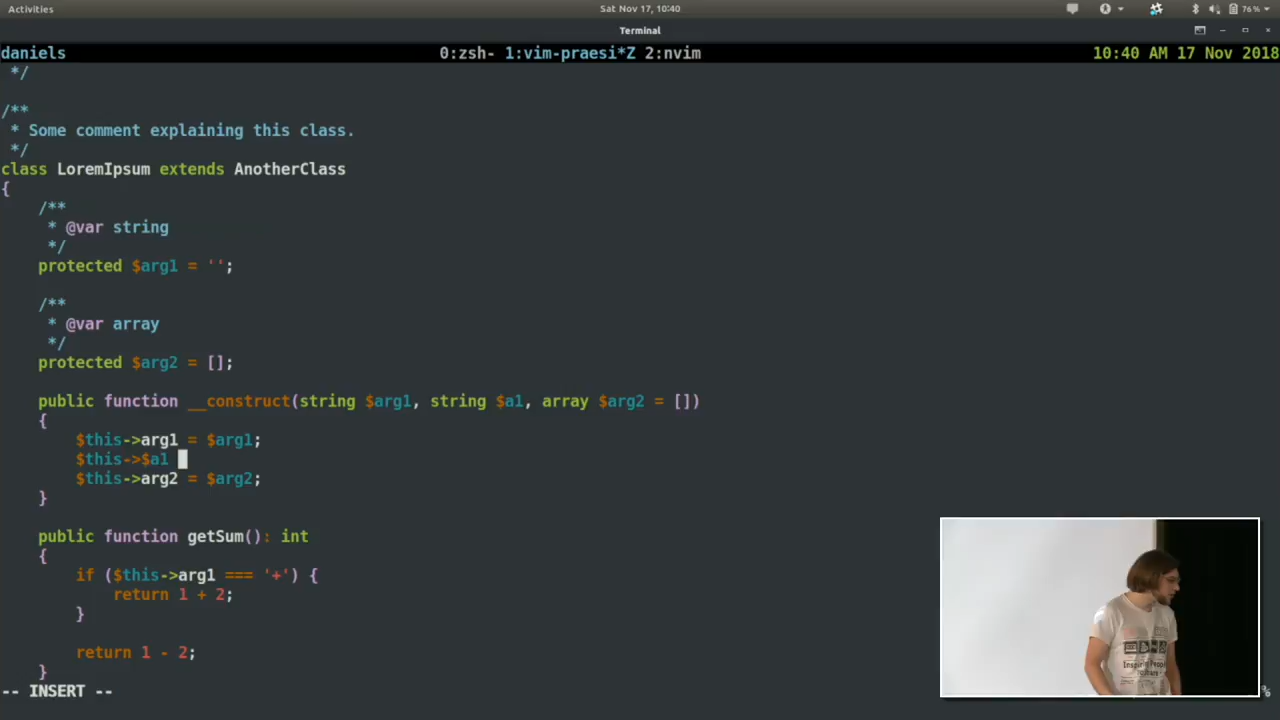 Activities
Sat Nov 17, 10:40
76%
Terminal
daniels 0:zsh- 1:vim-praesi*Z 2:nvim 10:40 AM 17 Nov 2018
*/
/**
* Some comment explaining this class.
*/
class LoremIpsum extends AnotherClass
{
/**
* @var string
*/
protected $arg1 = '';
/**
* @var array
*/
protected $arg2 = [];
public function __construct(string $arg1, string $a1, array $arg2 = [])
{
$this->arg1 = $arg1;
$this->$a1
$this->arg2 = $arg2;
}
public function getSum(): int
{
if ($this->arg1 === '+') {
return 1 + 2;
}
return 1 - 2;
}
-- INSERT --
%